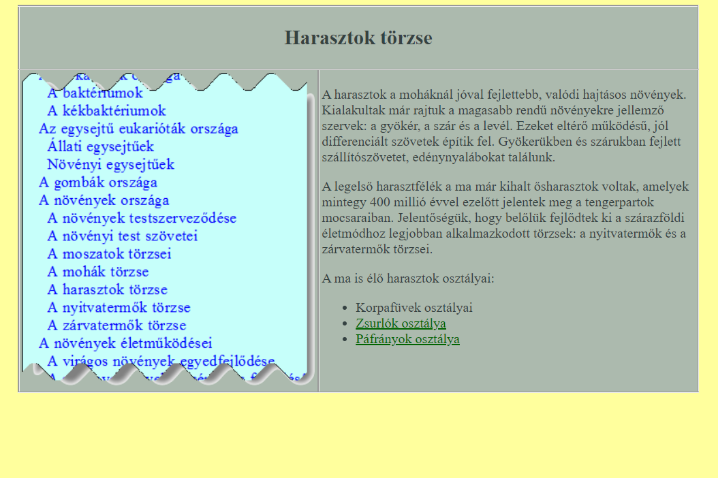 Harasztok törzse
A baktériumok
A kékbaktériumok
Az egysejtű eukarióták országa
Állati egysejtűek
Növényi egysejtűek
A gombák országa
A növények országa
A növények testszerveződése
A növényi test szövetei
A moszatok törzsei
A mohák törzse
A harasztok törzse
A nyitvatermők törzse
A zárvatermők törzse
A növények életműködései
A virágos növények egyedfejlődése
A harasztok a moháknál jóval fejlettebb, valódi hajtásos növények.
Kialakultak már rajtuk a magasabb rendű növényekre jellemző
szervek: a gyökér, a szár és a levél. Ezeket eltérő működésű, jól
differenciált szövetek építik fel. Gyökerükben és szárukban fejlett
szállítószövetet, edénynyalábokat találunk.
A legelső harasztfélék a ma már kihalt ősharasztok voltak, amelyek
mintegy 400 millió évvel ezelőtt jelentek meg a tengerpartok
mocsaraiban. Jelentőségük, hogy belőlük fejlődtek ki a szárazföldi
életmódhoz legjobban alkalmazkodott törzsek: a nyitvatermők és a
zárvatermők törzsei.
A ma is élő harasztok osztályai:
Korpafüvek osztályai
Zsurlók osztálya
Páfrányok osztálya